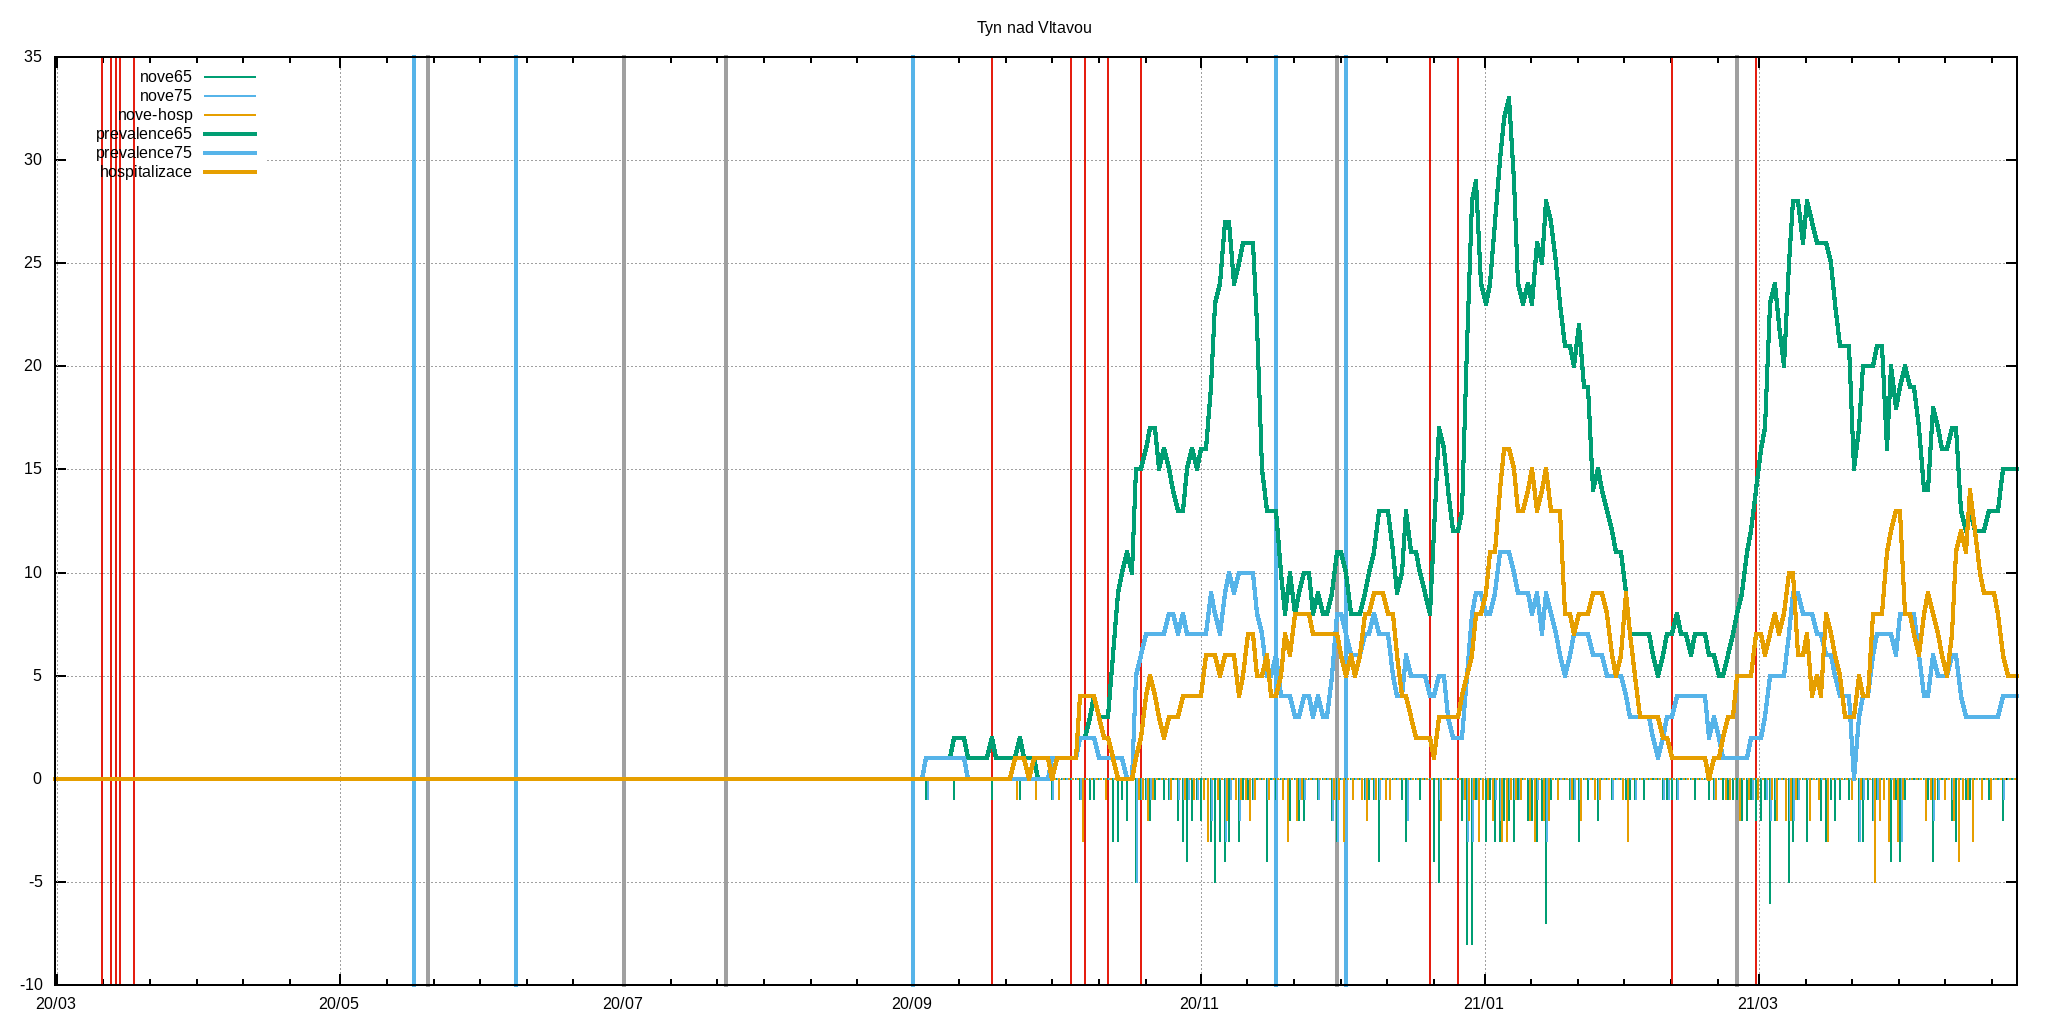 Tyn nad Vltavou
35
nove65
nove75
nove-hosp
prevalence65
prevalence75
hospitalizace
30
25
20
15
10
5
0
-5
-10
20/03 20/05 20/07 20/09 20/11 21/01 21/03